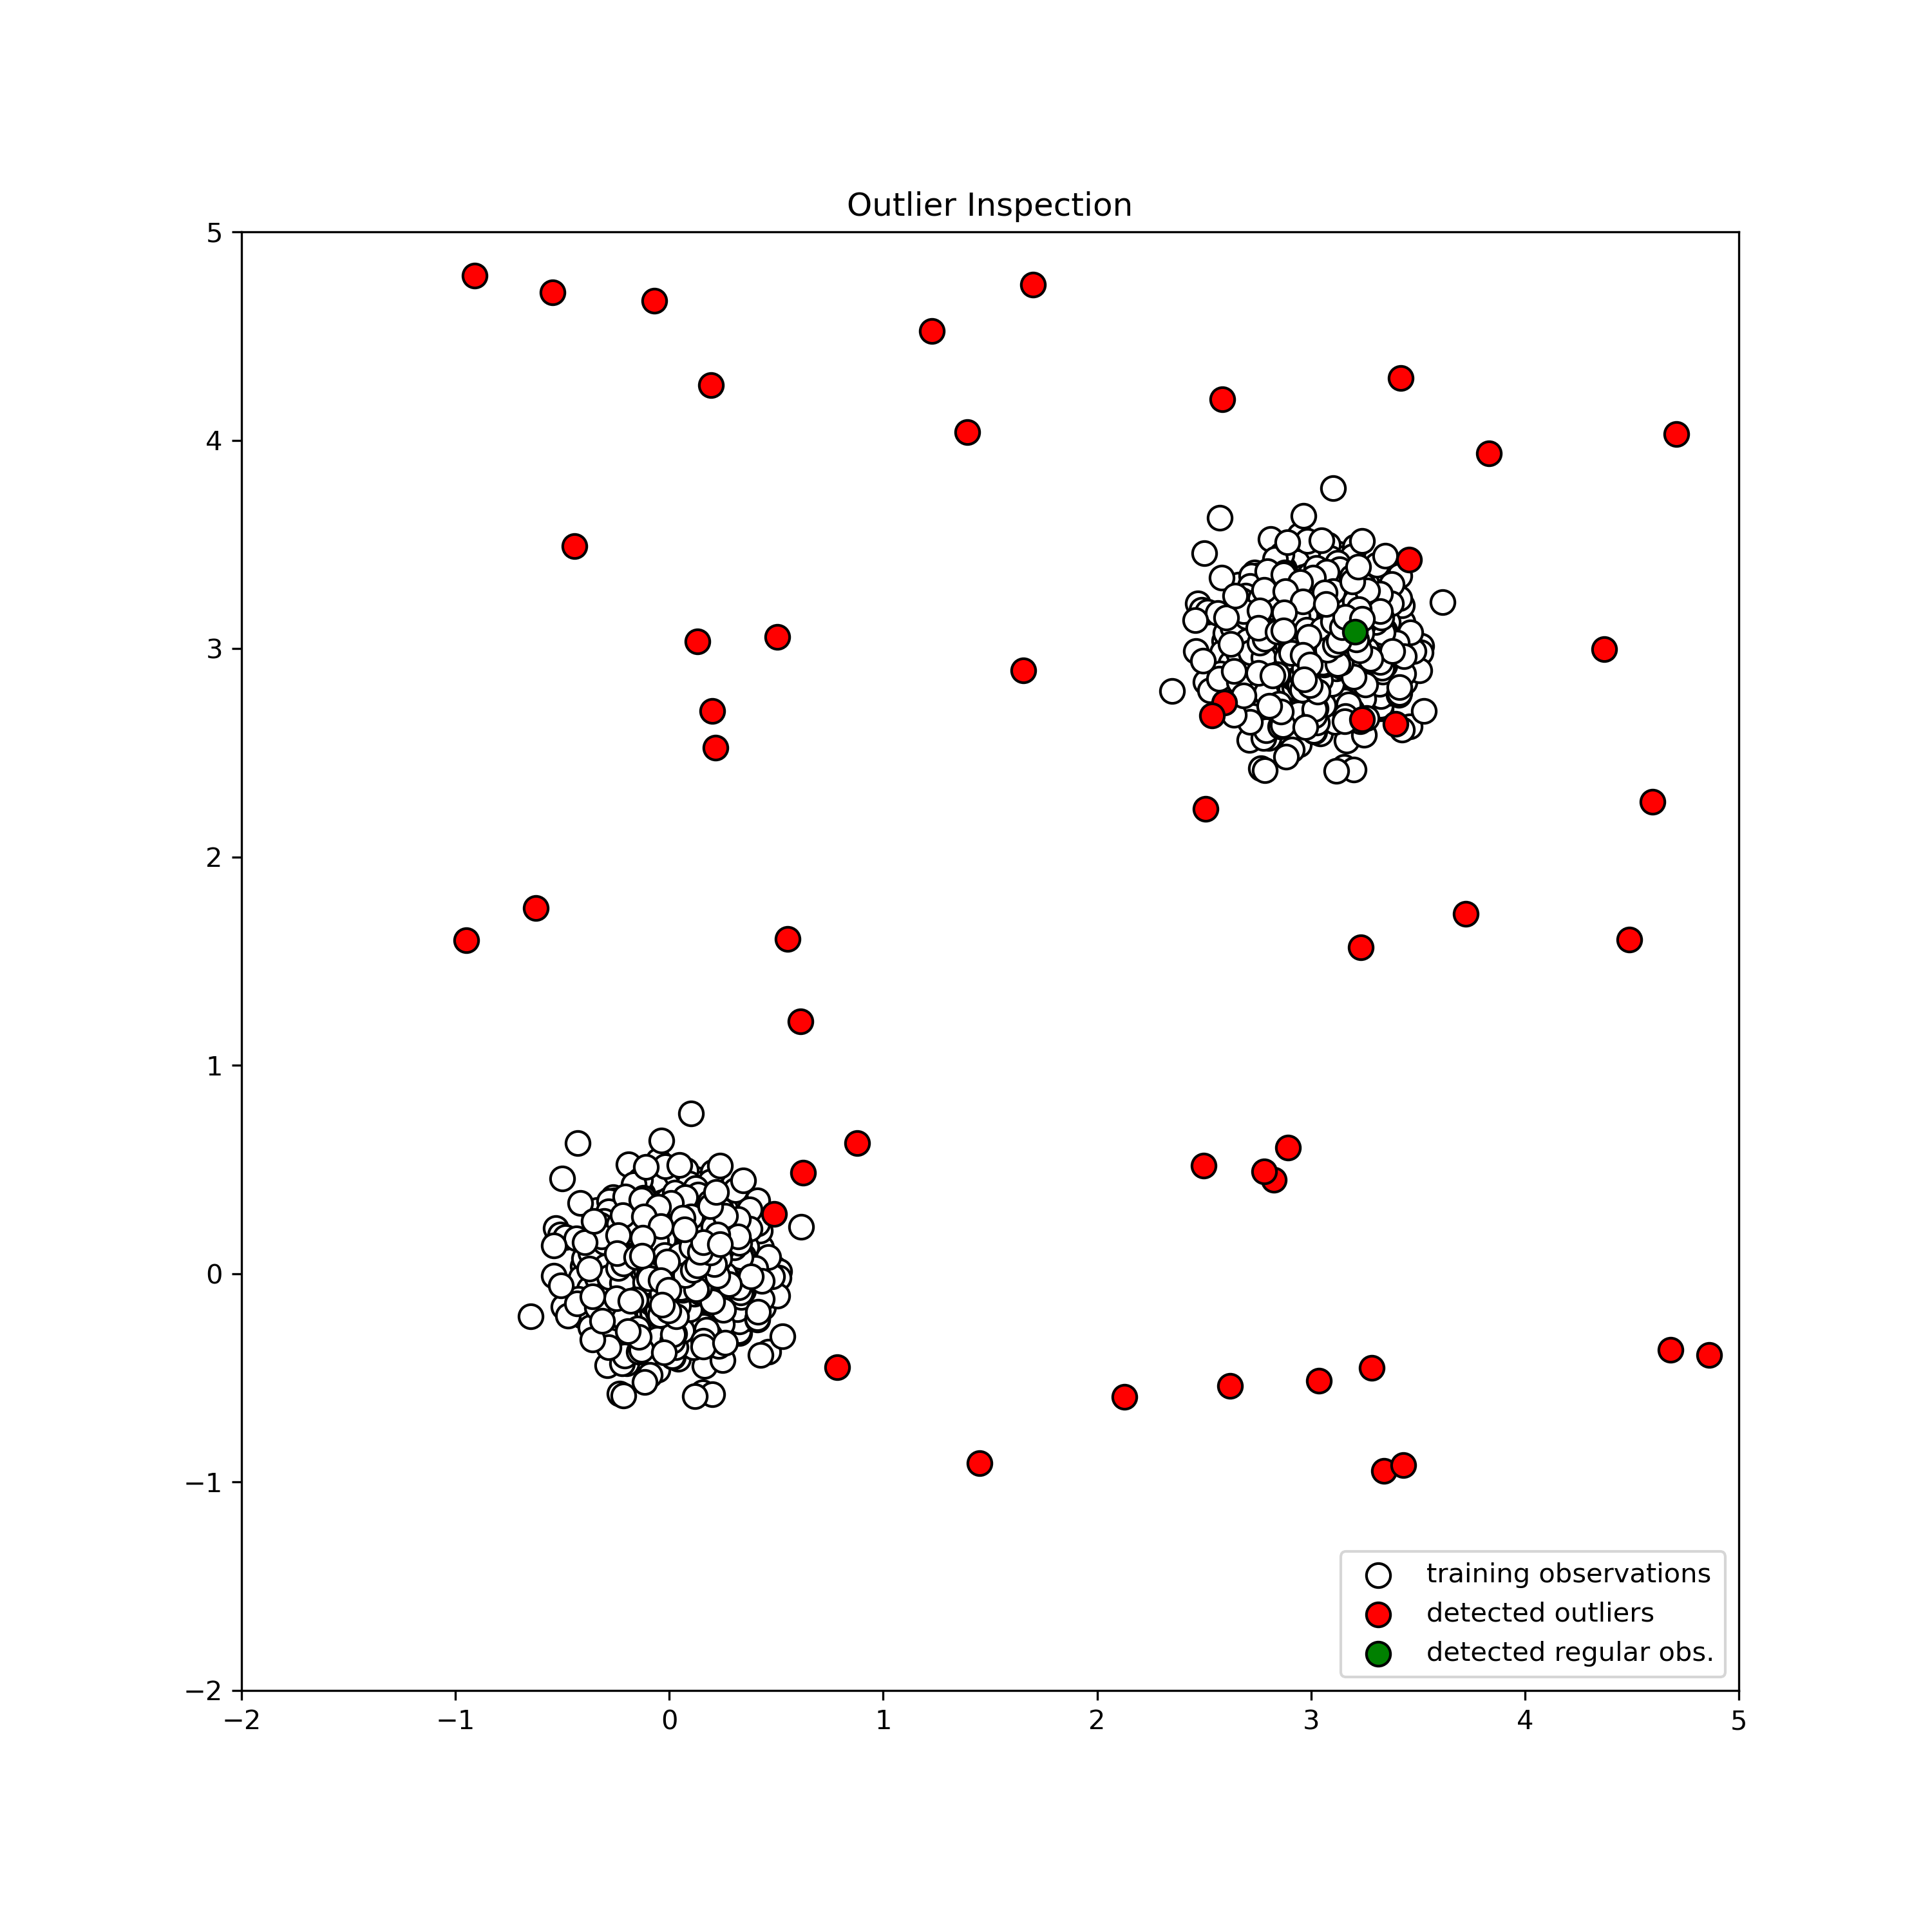 Outlier Inspection
5
4
3
2
1
0
−1
−2
−2 −1 0 1 2 3 4 5
training observations
detected outliers
detected regular obs.